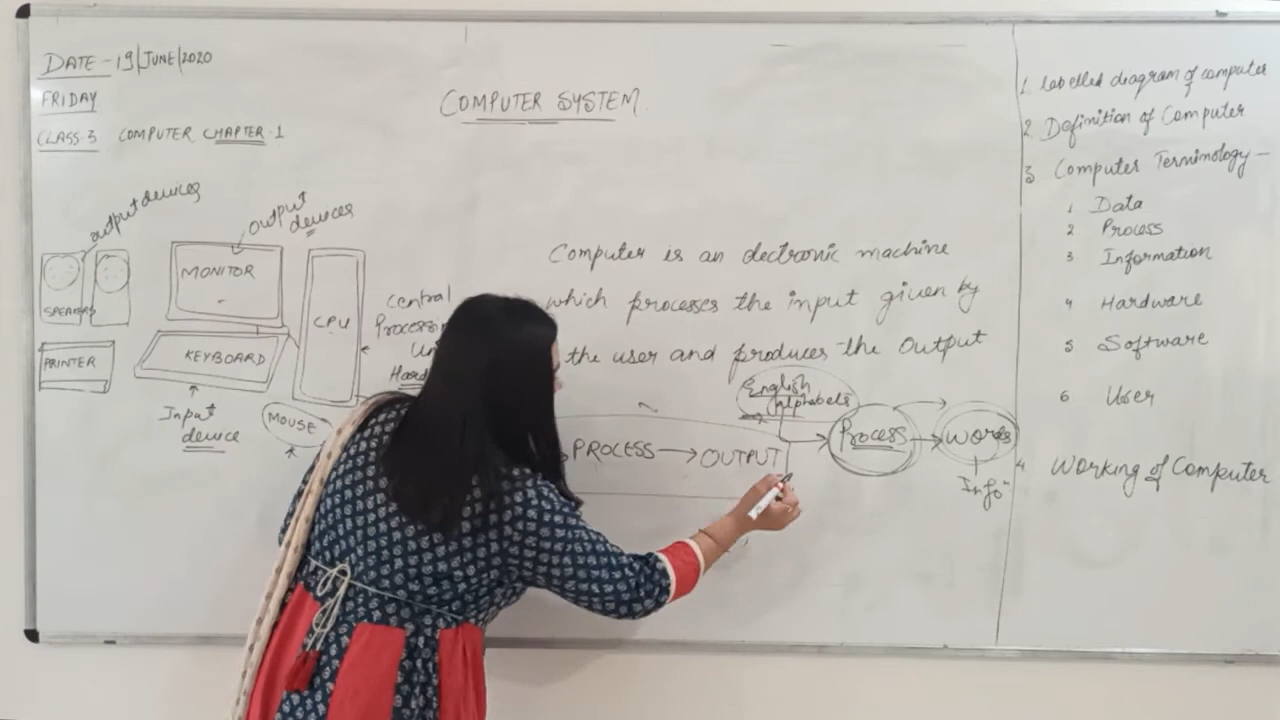 DATE - 19/JUNE/2020
FRIDAY
CLASS-3 COMPUTER CHAPTER-1
COMPUTER SYSTEM
output devices
output
devices
SPEAKERS
MONITOR
CPU
PRINTER
KEYBOARD
Input
device
MOUSE
Central
Computer is an electronic machine
which processes the input given by
the user and produces the output
English
Alphabets
PROCESS → OUTPUT
Process
words
Info
1. labelled diagram of computer
2. Definition of Computer
3 Computer Terminology -
1 Data
2 Process
3 Information
4 Hardware
5 Software
6 User
4 Working of Computer